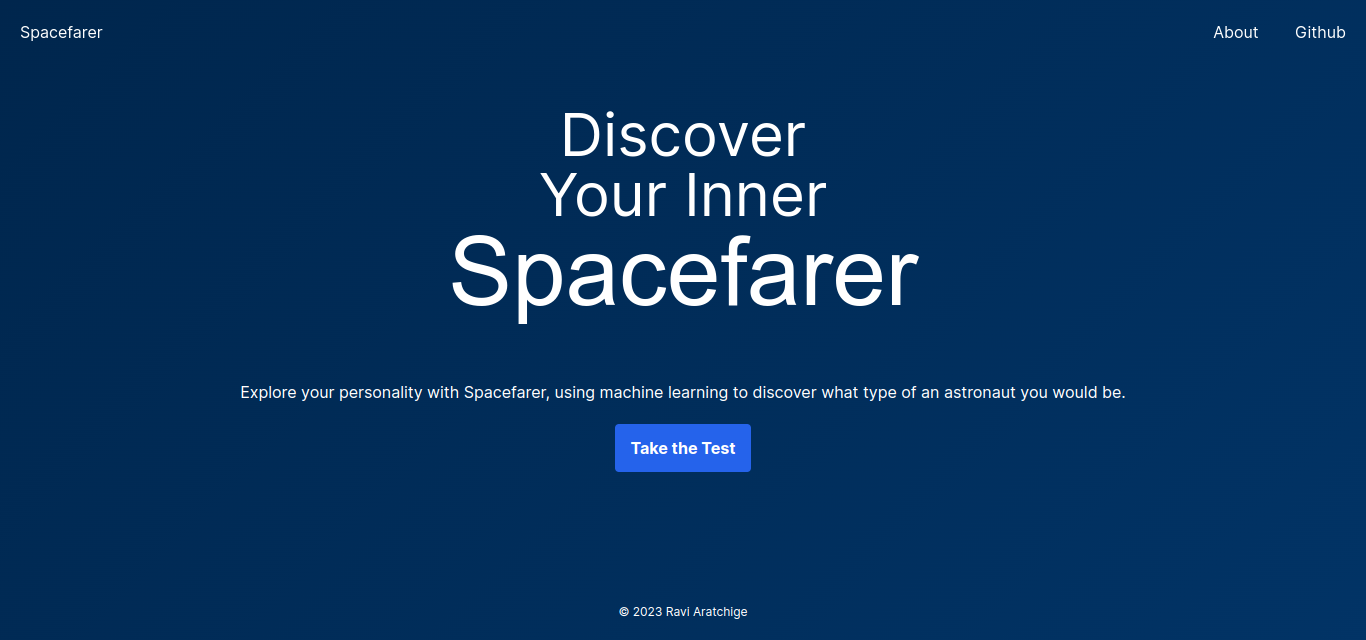 Spacefarer
About
Github
Discover
Your Inner
Spacefarer
Explore your personality with Spacefarer, using machine learning to discover what type of an astronaut you would be.
Take the Test
© 2023 Ravi Aratchige